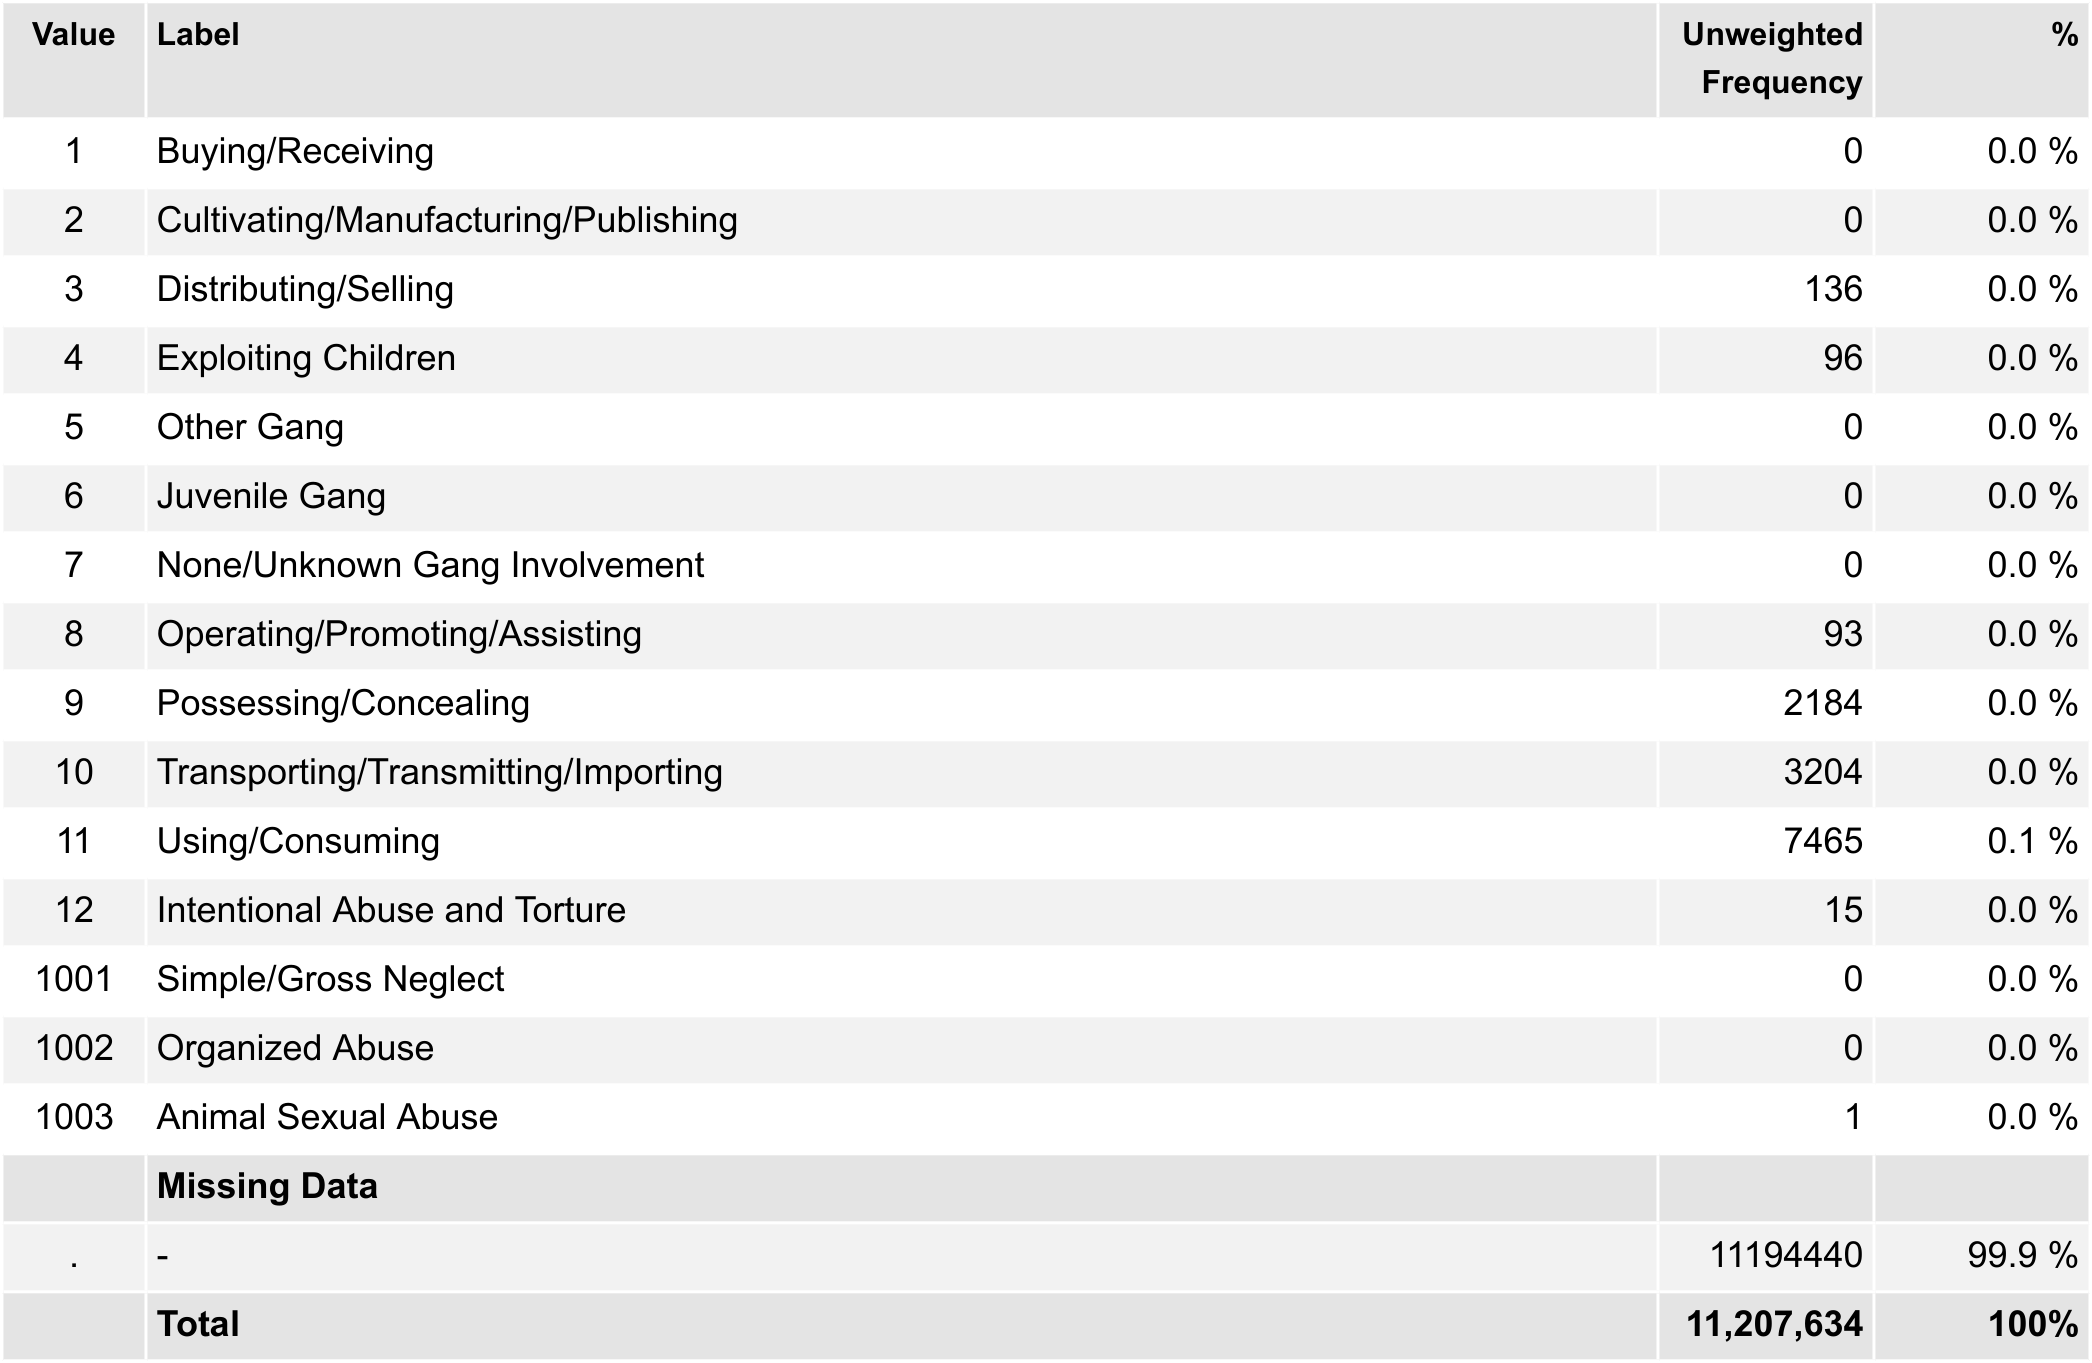 Value Label Unweighted Frequency %
1 Buying/Receiving 0 0.0 %
2 Cultivating/Manufacturing/Publishing 0 0.0 %
3 Distributing/Selling 136 0.0 %
4 Exploiting Children 96 0.0 %
5 Other Gang 0 0.0 %
6 Juvenile Gang 0 0.0 %
7 None/Unknown Gang Involvement 0 0.0 %
8 Operating/Promoting/Assisting 93 0.0 %
9 Possessing/Concealing 2184 0.0 %
10 Transporting/Transmitting/Importing 3204 0.0 %
11 Using/Consuming 7465 0.1 %
12 Intentional Abuse and Torture 15 0.0 %
1001 Simple/Gross Neglect 0 0.0 %
1002 Organized Abuse 0 0.0 %
1003 Animal Sexual Abuse 1 0.0 %
Missing Data
. - 11194440 99.9 %
Total 11,207,634 100%